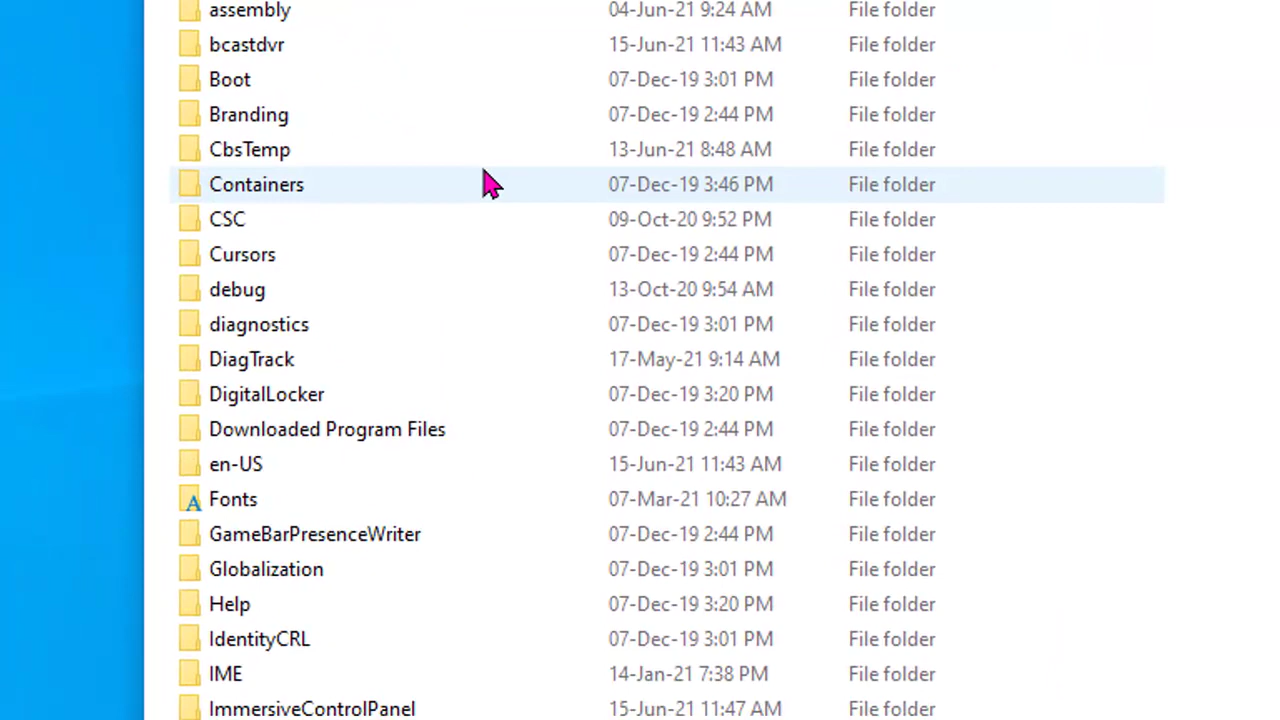 assembly 04-Jun-21 9:24 AM File folder
bcastdvr 15-Jun-21 11:43 AM File folder
Boot 07-Dec-19 3:01 PM File folder
Branding 07-Dec-19 2:44 PM File folder
CbsTemp 13-Jun-21 8:48 AM File folder
Containers 07-Dec-19 3:46 PM File folder
CSC 09-Oct-20 9:52 PM File folder
Cursors 07-Dec-19 2:44 PM File folder
debug 13-Oct-20 9:54 AM File folder
diagnostics 07-Dec-19 3:01 PM File folder
DiagTrack 17-May-21 9:14 AM File folder
DigitalLocker 07-Dec-19 3:20 PM File folder
Downloaded Program Files 07-Dec-19 2:44 PM File folder
en-US 15-Jun-21 11:43 AM File folder
Fonts 07-Mar-21 10:27 AM File folder
GameBarPresenceWriter 07-Dec-19 2:44 PM File folder
Globalization 07-Dec-19 3:01 PM File folder
Help 07-Dec-19 3:20 PM File folder
IdentityCRL 07-Dec-19 3:01 PM File folder
IME 14-Jan-21 7:38 PM File folder
ImmersiveControlPanel 15-Jun-21 11:47 AM File folder